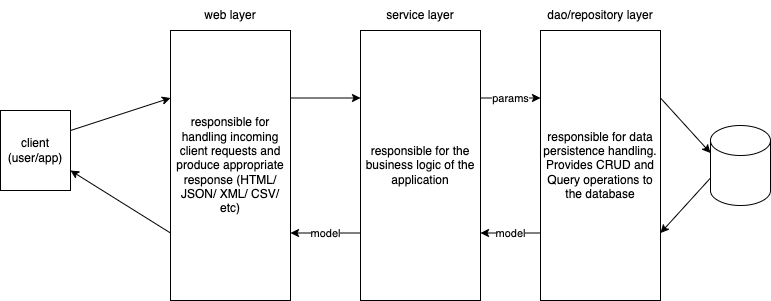 web layer
service layer
dao/repository layer
client
(user/app)
responsible for
handling incoming
client requests and
produce appropriate
response (HTML/
JSON/ XML/ CSV/
etc)
responsible for the
business logic of the
application
params
responsible for data
persistence handling.
Provides CRUD and
Query operations to
the database
model
model